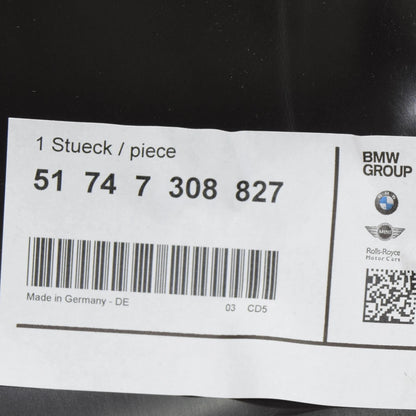 1 Stueck / piece
51 74 7 308 827
Made in Germany - DE
03 CD5
BMW
GROUP
MINI
Rolls-Royce
Motor Cars